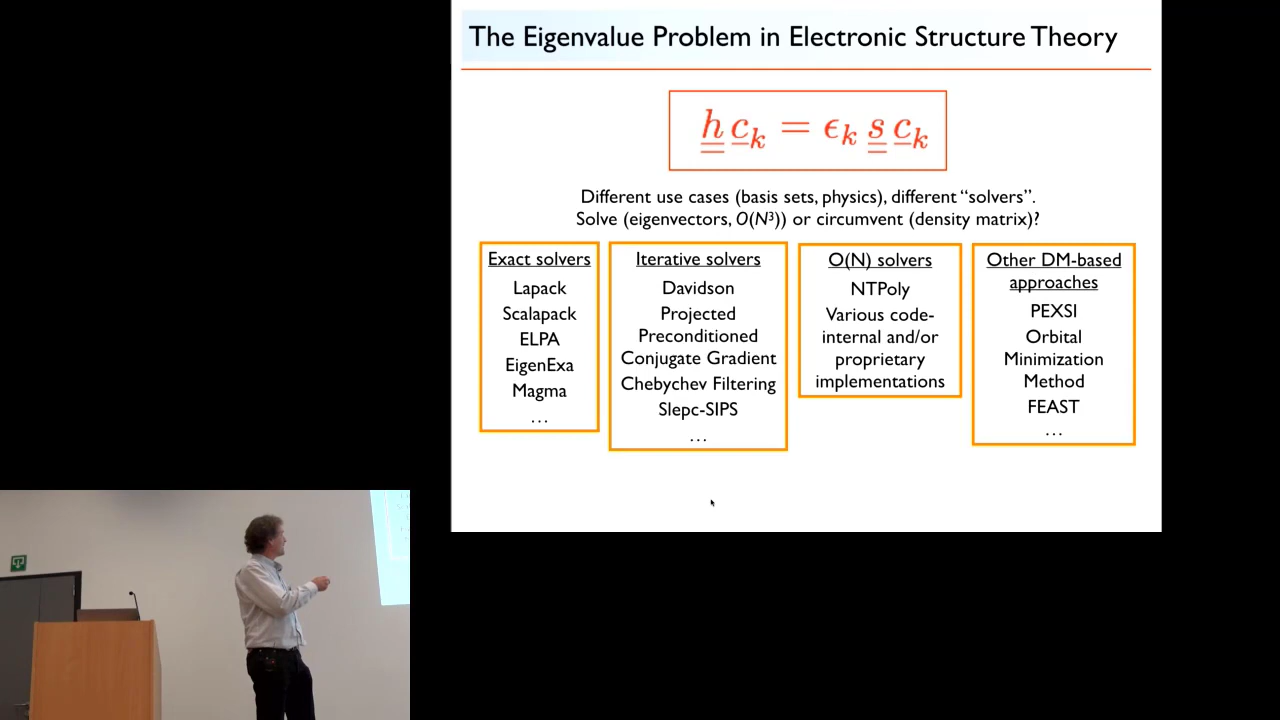 The Eigenvalue Problem in Electronic Structure Theory
h c_k = ϵ_k s c_k
Different use cases (basis sets, physics), different “solvers”.
Solve (eigenvectors, O(N³)) or circumvent (density matrix)?
Exact solvers
Lapack
Scalapack
ELPA
EigenExa
Magma
…
Iterative solvers
Davidson
Projected
Preconditioned
Conjugate Gradient
Chebychev Filtering
Slepc-SIPS
…
O(N) solvers
NTPoly
Various code-
internal and/or
proprietary
implementations
Other DM-based
approaches
PEXSI
Orbital
Minimization
Method
FEAST
…